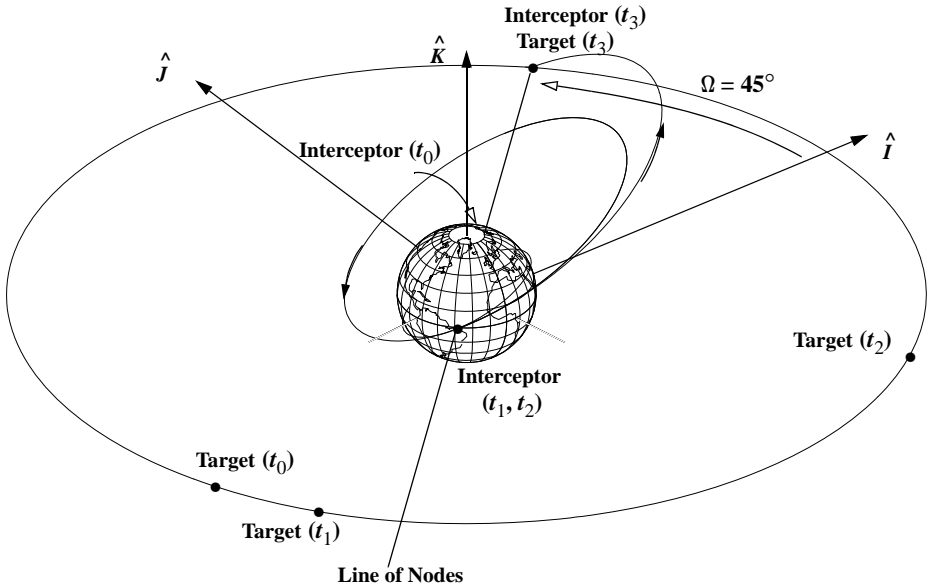 Interceptor (t₃)
Target (t₃)
K̂
Ĵ
Ω = 45°
Î
Interceptor (t₀)
Target (t₂)
Interceptor
(t₁, t₂)
Target (t₀)
Target (t₁)
Line of Nodes